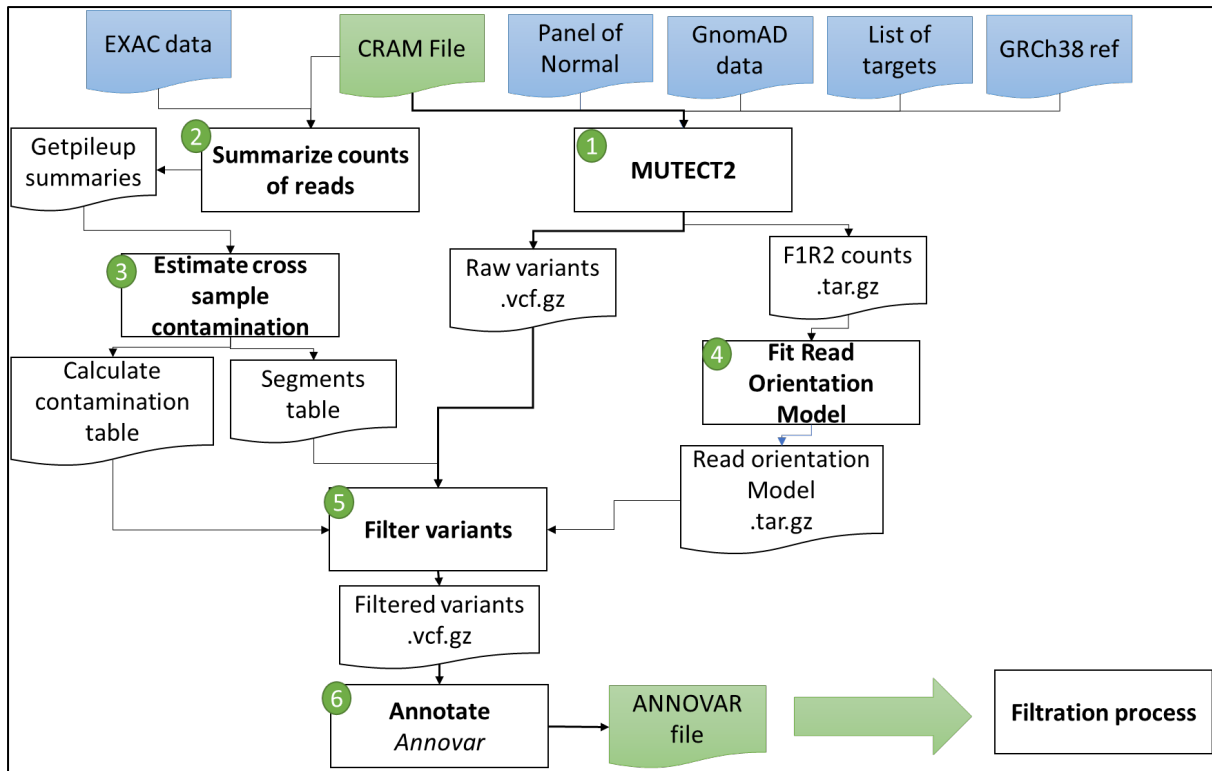 EXAC data
CRAM File
Panel of
Normal
GnomAD
data
List of
targets
GRCh38 ref
Getpileup
summaries
2
Summarize counts
of reads
1
MUTECT2
3
Estimate cross
sample
contamination
Raw variants
.vcf.gz
F1R2 counts
.tar.gz
Calculate
contamination
table
Segments
table
4
Fit Read
Orientation
Model
Read orientation
Model
.tar.gz
5
Filter variants
Filtered variants
.vcf.gz
6
Annotate
Annovar
ANNOVAR
file
Filtration process